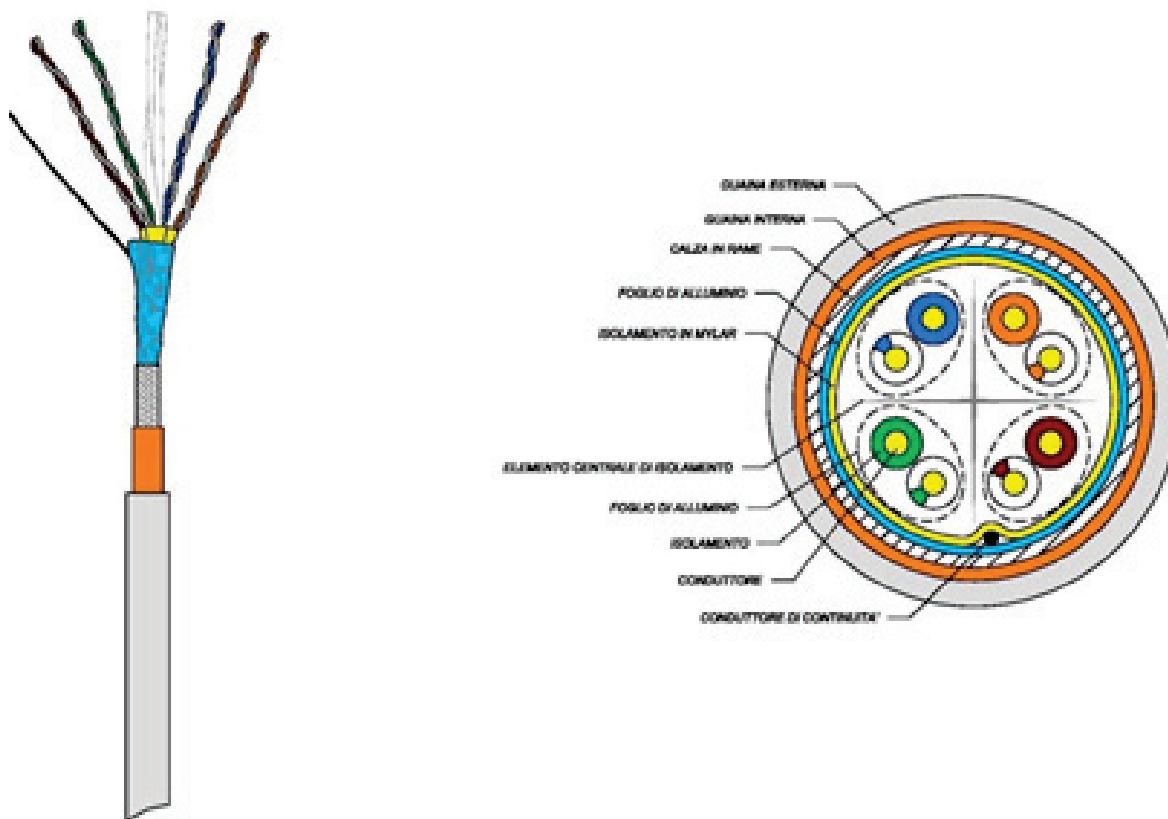 GUAINA ESTERNA
GUAINA INTERNA
CALZA IN RAME
FOGLIO DI ALLUMINIO
ISOLAMENTO IN MYLAR
ELEMENTO CENTRALE DI ISOLAMENTO
FOGLIO DI ALLUMINIO
ISOLAMENTO
CONDUTTORE
CONDUTTORE DI CONTINUITA'